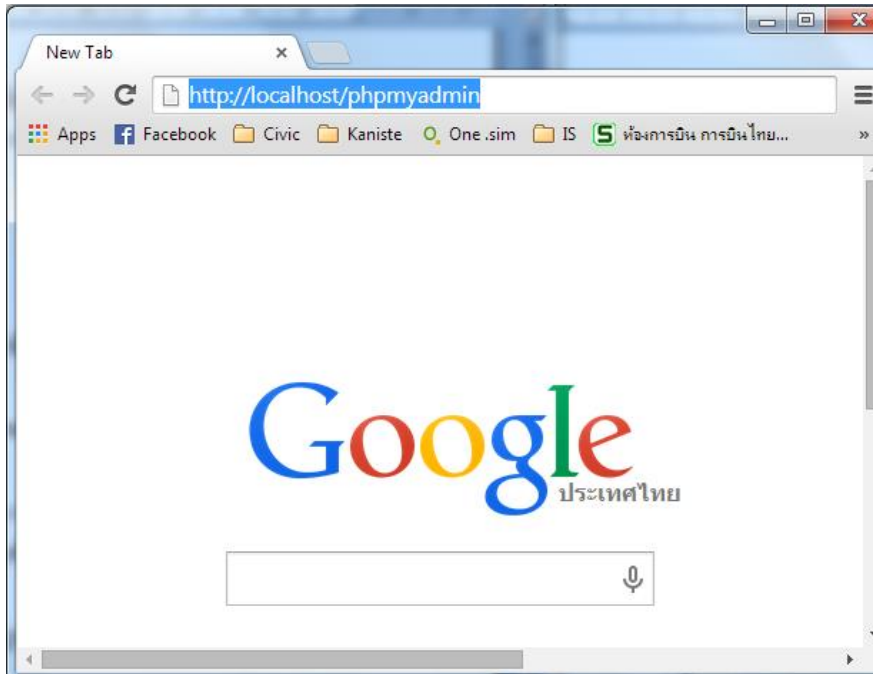 New Tab
http://localhost/phpmyadmin
Apps Facebook Civic Kaniste One .sim IS ห้องการบิน การบินไทย... »
Google
ประเทศไทย